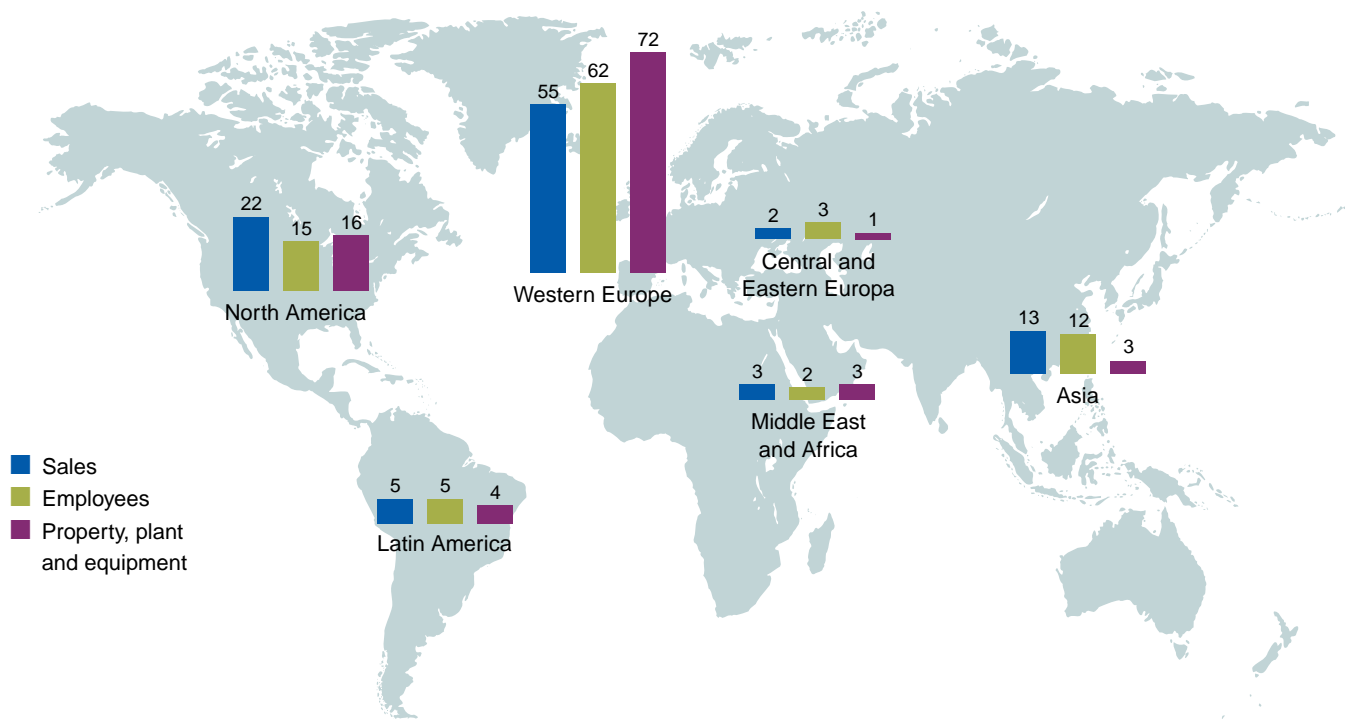 72
62
55
22
15
16
North America
Western Europe
2
3
1
Central and
Eastern Europa
13
12
3
Asia
3
2
3
Middle East
and Africa
Sales
Employees
Property, plant
and equipment
5
5
4
Latin America